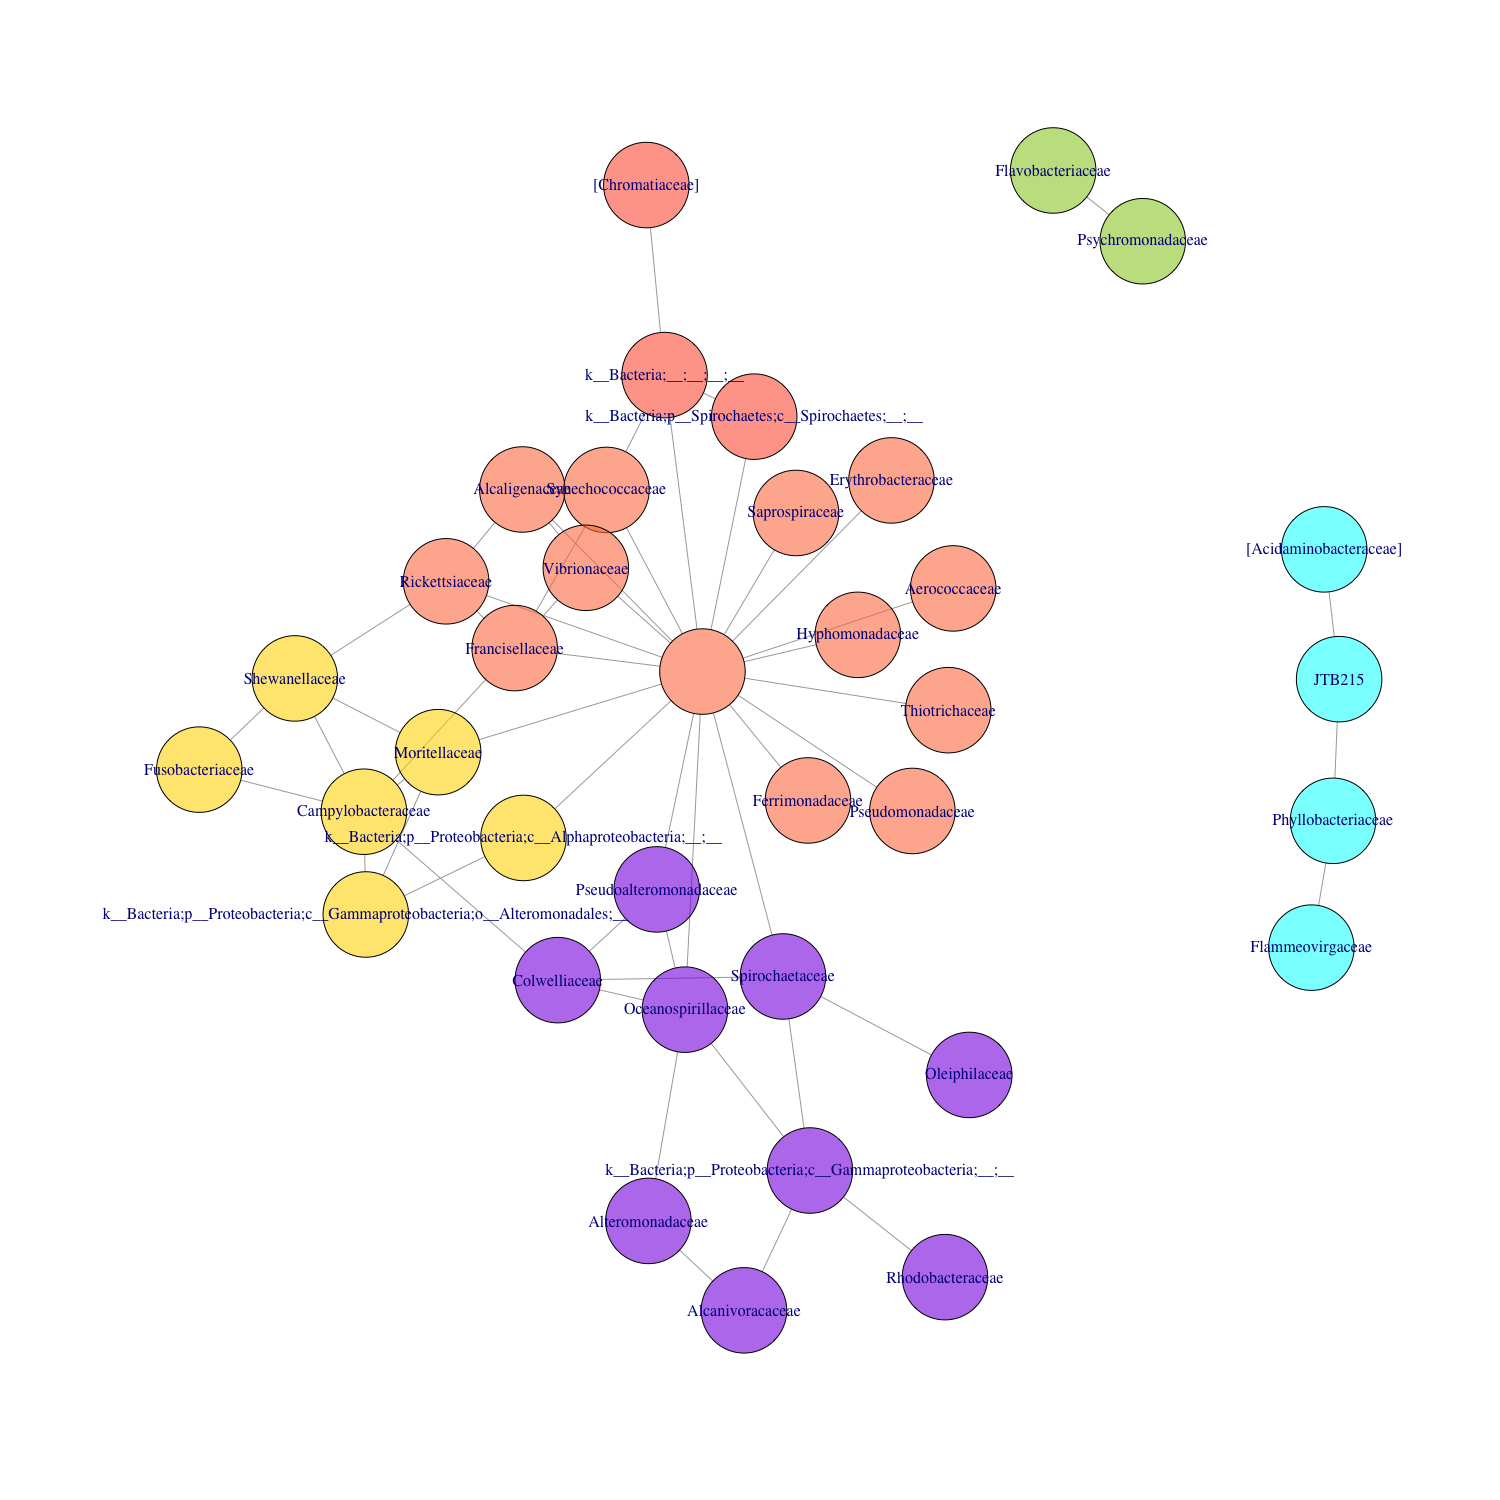 Flavobacteriaceae
[Chromatiaceae]
Psychromonadaceae
k__Bacteria;__;__;__;__
k__Bacteria;p__Spirochaetes;c__Spirochaetes;__;__
Erythrobacteraceae
Alcaligenaceae
Synechococcaceae
Saprospiraceae
[Acidaminobacteraceae]
Vibrionaceae
Rickettsiaceae
Aerococcaceae
Hyphomonadaceae
Francisellaceae
Shewanellaceae
JTB215
Thiotrichaceae
Moritellaceae
Fusobacteriaceae
Ferrimonadaceae
Campylobacteraceae
Pseudomonadaceae
Phyllobacteriaceae
k__Bacteria;p__Proteobacteria;c__Alphaproteobacteria;__;__
Pseudoalteromonadaceae
k__Bacteria;p__Proteobacteria;c__Gammaproteobacteria;o__Alteromonadales;__
Flammeovirgaceae
Spirochaetaceae
Colwelliaceae
Oceanospirillaceae
Oleiphilaceae
k__Bacteria;p__Proteobacteria;c__Gammaproteobacteria;__;__
Alteromonadaceae
Rhodobacteraceae
Alcanivoracaceae